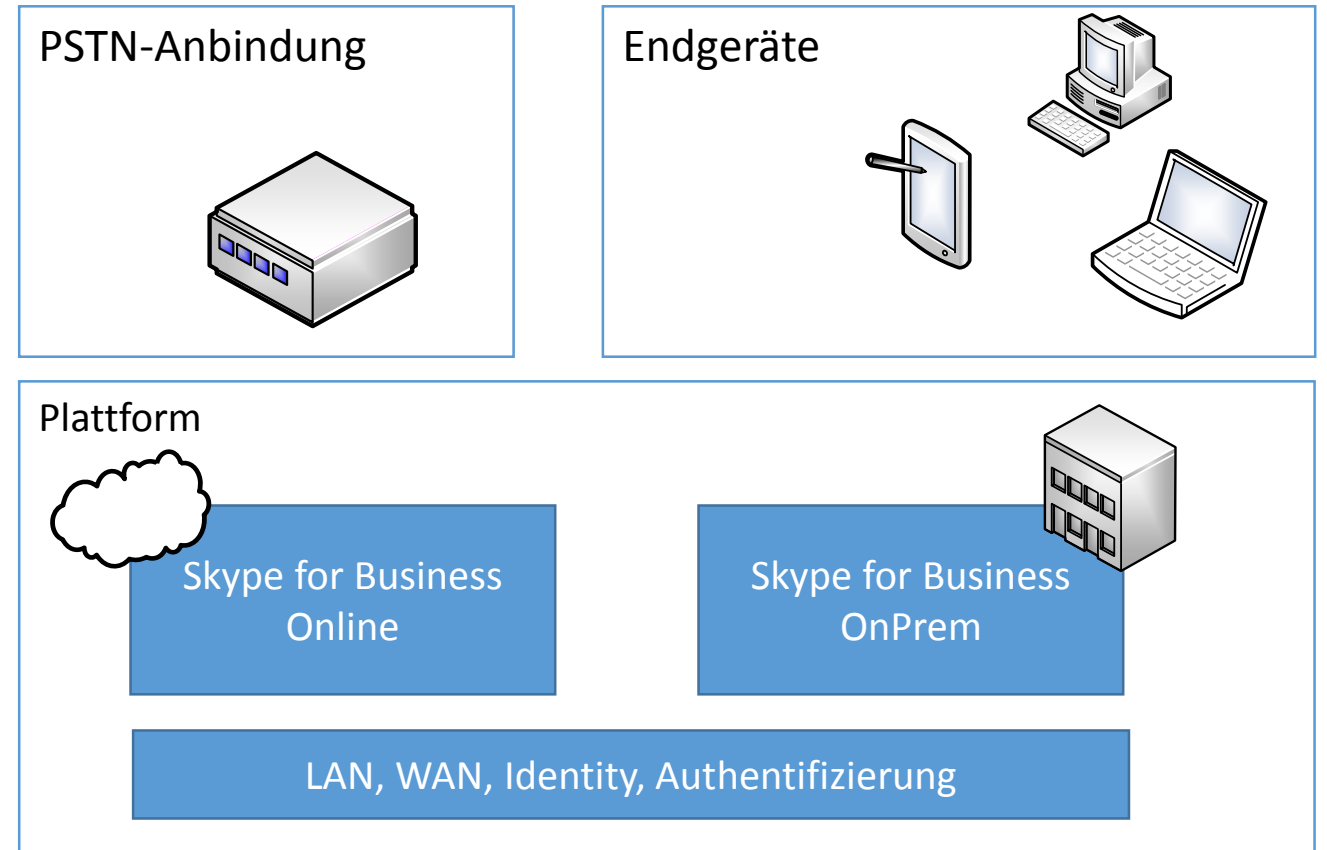 PSTN-Anbindung
Endgeräte
Plattform
Skype for Business
Online
Skype for Business
OnPrem
LAN, WAN, Identity, Authentifizierung